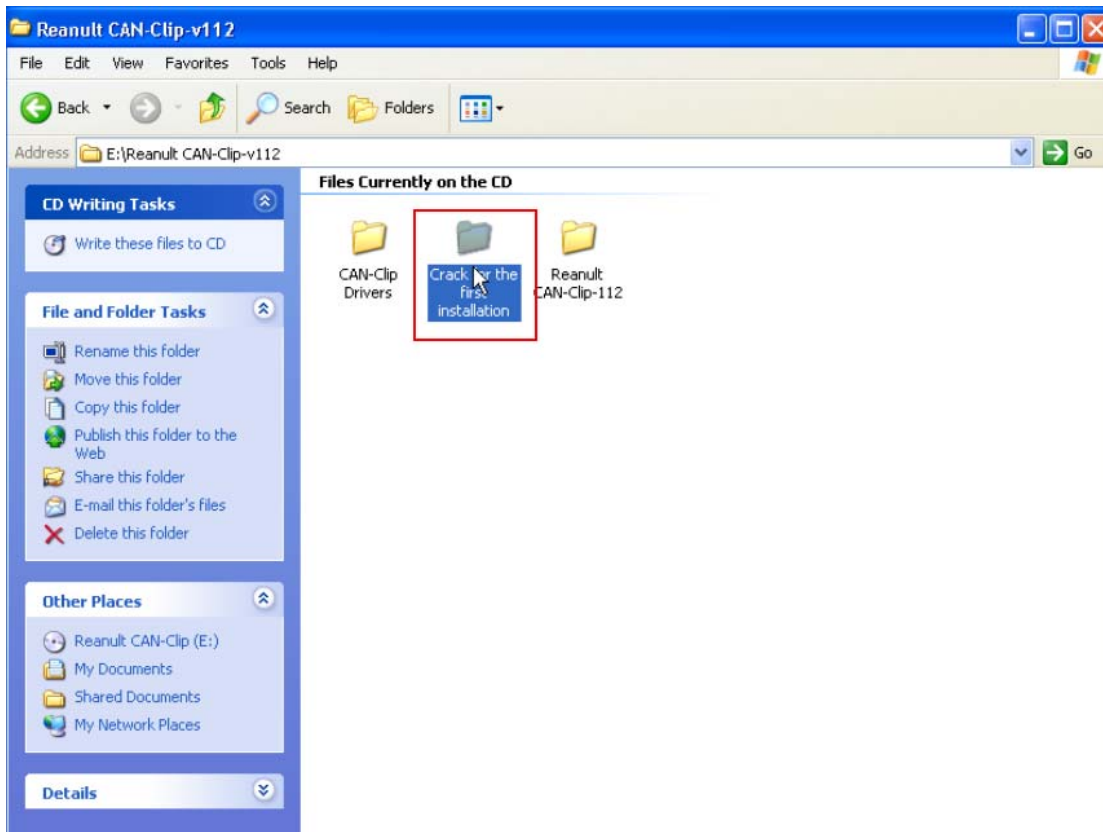 Reanult CAN-Clip-v112
File Edit View Favorites Tools Help
Back Search Folders
Address E:\Reanult CAN-Clip-v112 Go
Files Currently on the CD
CD Writing Tasks
Write these files to CD
CAN-Clip
Drivers
Crack for the
first
installation
Reanult
CAN-Clip-112
File and Folder Tasks
Rename this folder
Move this folder
Copy this folder
Publish this folder to the
Web
Share this folder
E-mail this folder's files
Delete this folder
Other Places
Reanult CAN-Clip (E:)
My Documents
Shared Documents
My Network Places
Details